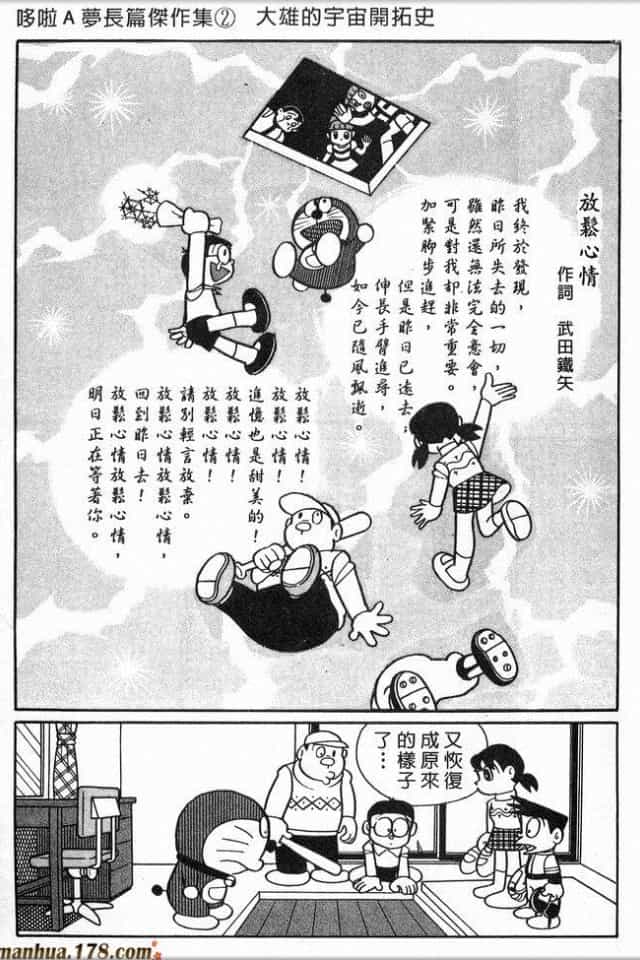 哆啦A夢長篇傑作集② 大雄的宇宙開拓史
放鬆心情
作詞 武田鐵矢
我終於發現，
昨日所失去的一切，
雖然還無法完全意會，
可是對我卻非常重要。
加緊腳步進趕，
但是昨日已遠去；
伸長手臂追尋，
如今已隨風飄逝。
放鬆心情！
放鬆心情！
追憶也是甜美的！
放鬆心情！
放鬆心情！
請別輕言放棄。
放鬆心情放鬆心情，
回到昨日去！
放鬆心情放鬆心情，
明日正在等著你。
又恢復
成原來
的樣子
了…
manhua.178.com